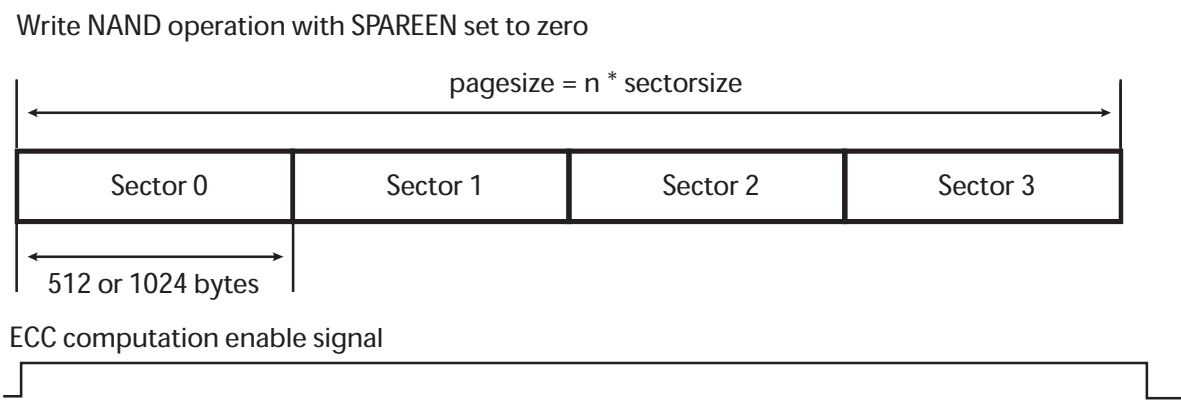 Write NAND operation with SPAREEN set to zero
pagesize = n * sectorsize
Sector 0 Sector 1 Sector 2 Sector 3
512 or 1024 bytes
ECC computation enable signal